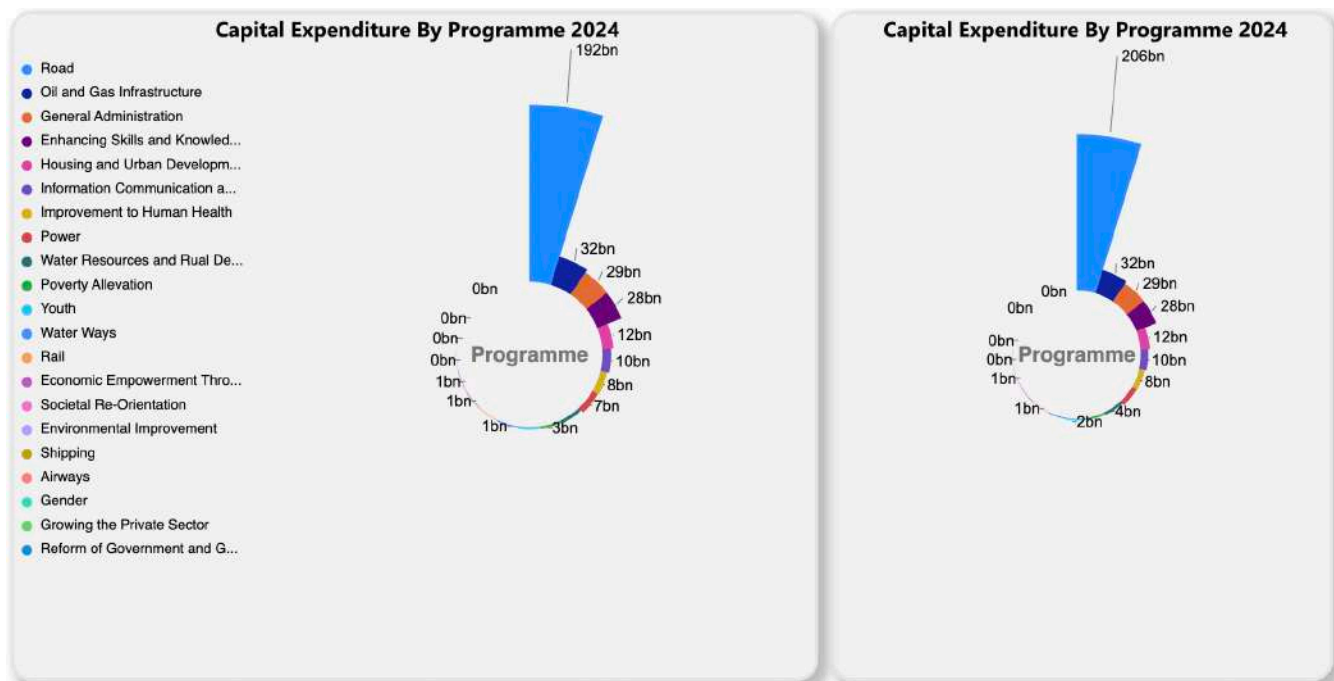 Capital Expenditure By Programme 2024
192bn
Road
Oil and Gas Infrastructure
General Administration
Enhancing Skills and Knowled...
Housing and Urban Developm...
Information Communication a...
Improvement to Human Health
Power
Water Resources and Rual De...
Poverty Allevation
Youth
Water Ways
Rail
Economic Empowerment Thro...
Societal Re-Orientation
Environmental Improvement
Shipping
Airways
Gender
Growing the Private Sector
Reform of Government and G...
32bn
29bn
28bn
12bn
10bn
8bn
7bn
3bn
1bn
1bn
1bn
0bn
0bn
0bn
0bn
Programme
Capital Expenditure By Programme 2024
206bn
32bn
29bn
28bn
12bn
10bn
8bn
4bn
2bn
1bn
1bn
0bn
0bn
0bn
0bn
Programme